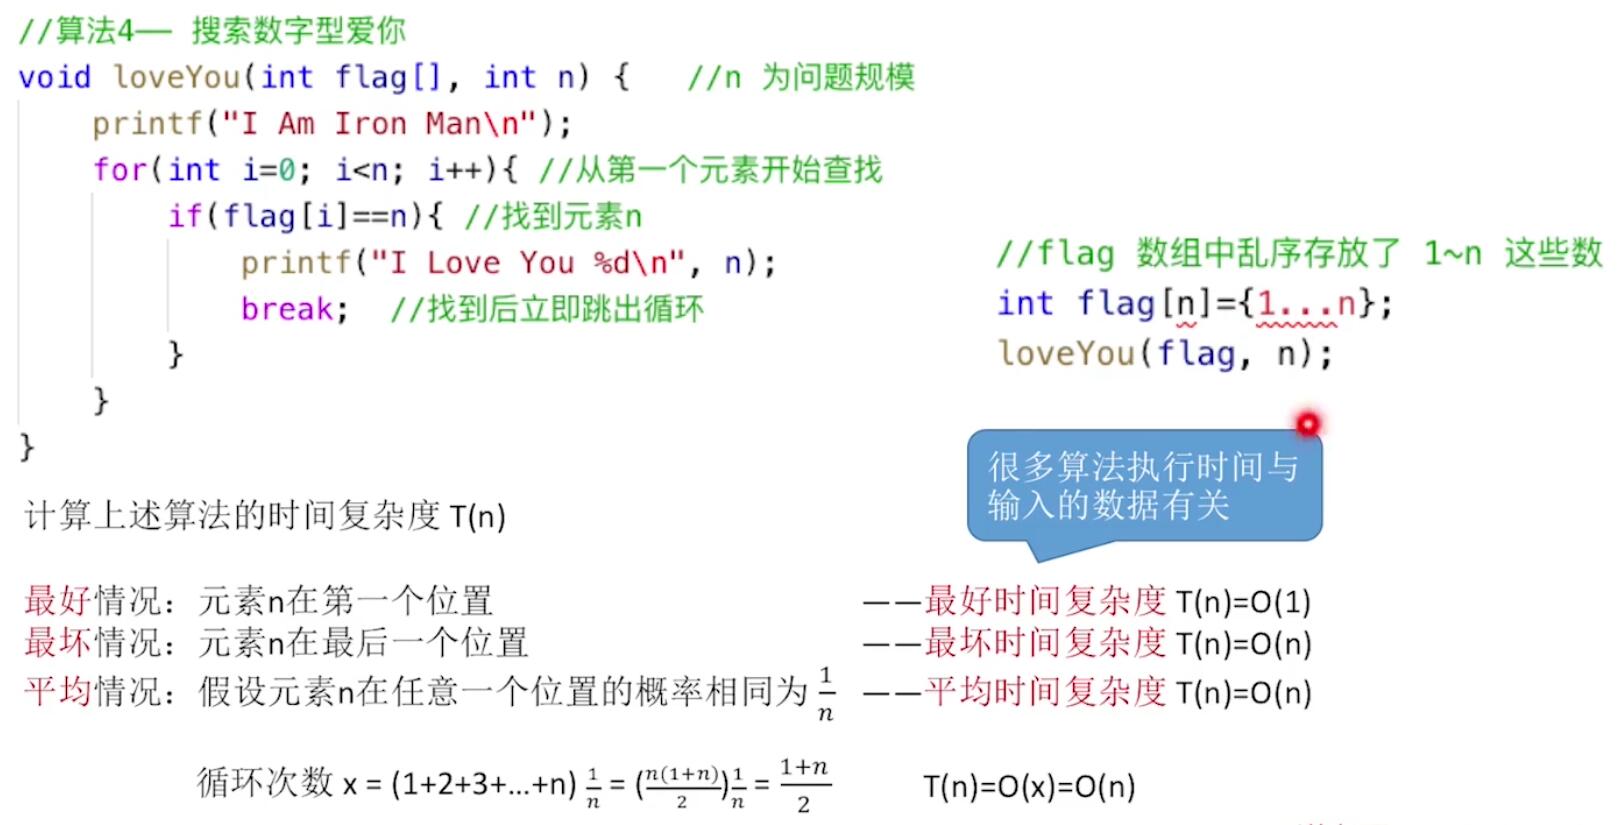 //算法4—— 搜索数字型爱你
void loveYou(int flag[], int n) {   //n 为问题规模
    printf("I Am Iron Man\n");
    for(int i=0; i<n; i++){ //从第一个元素开始查找
        if(flag[i]==n){ //找到元素n
            printf("I Love You %d\n", n);
            break;  //找到后立即跳出循环
        }
    }
}
//flag 数组中乱序存放了 1~n 这些数
int flag[n]={1...n};
loveYou(flag, n);
很多算法执行时间与
输入的数据有关
计算上述算法的时间复杂度 T(n)
最好情况：元素n在第一个位置 ——最好时间复杂度 T(n)=O(1)
最坏情况：元素n在最后一个位置 ——最坏时间复杂度 T(n)=O(n)
平均情况：假设元素n在任意一个位置的概率相同为 1/n ——平均时间复杂度 T(n)=O(n)
循环次数 x = (1+2+3+...+n) 1/n = (n(1+n)/2) 1/n = (1+n)/2 T(n)=O(x)=O(n)